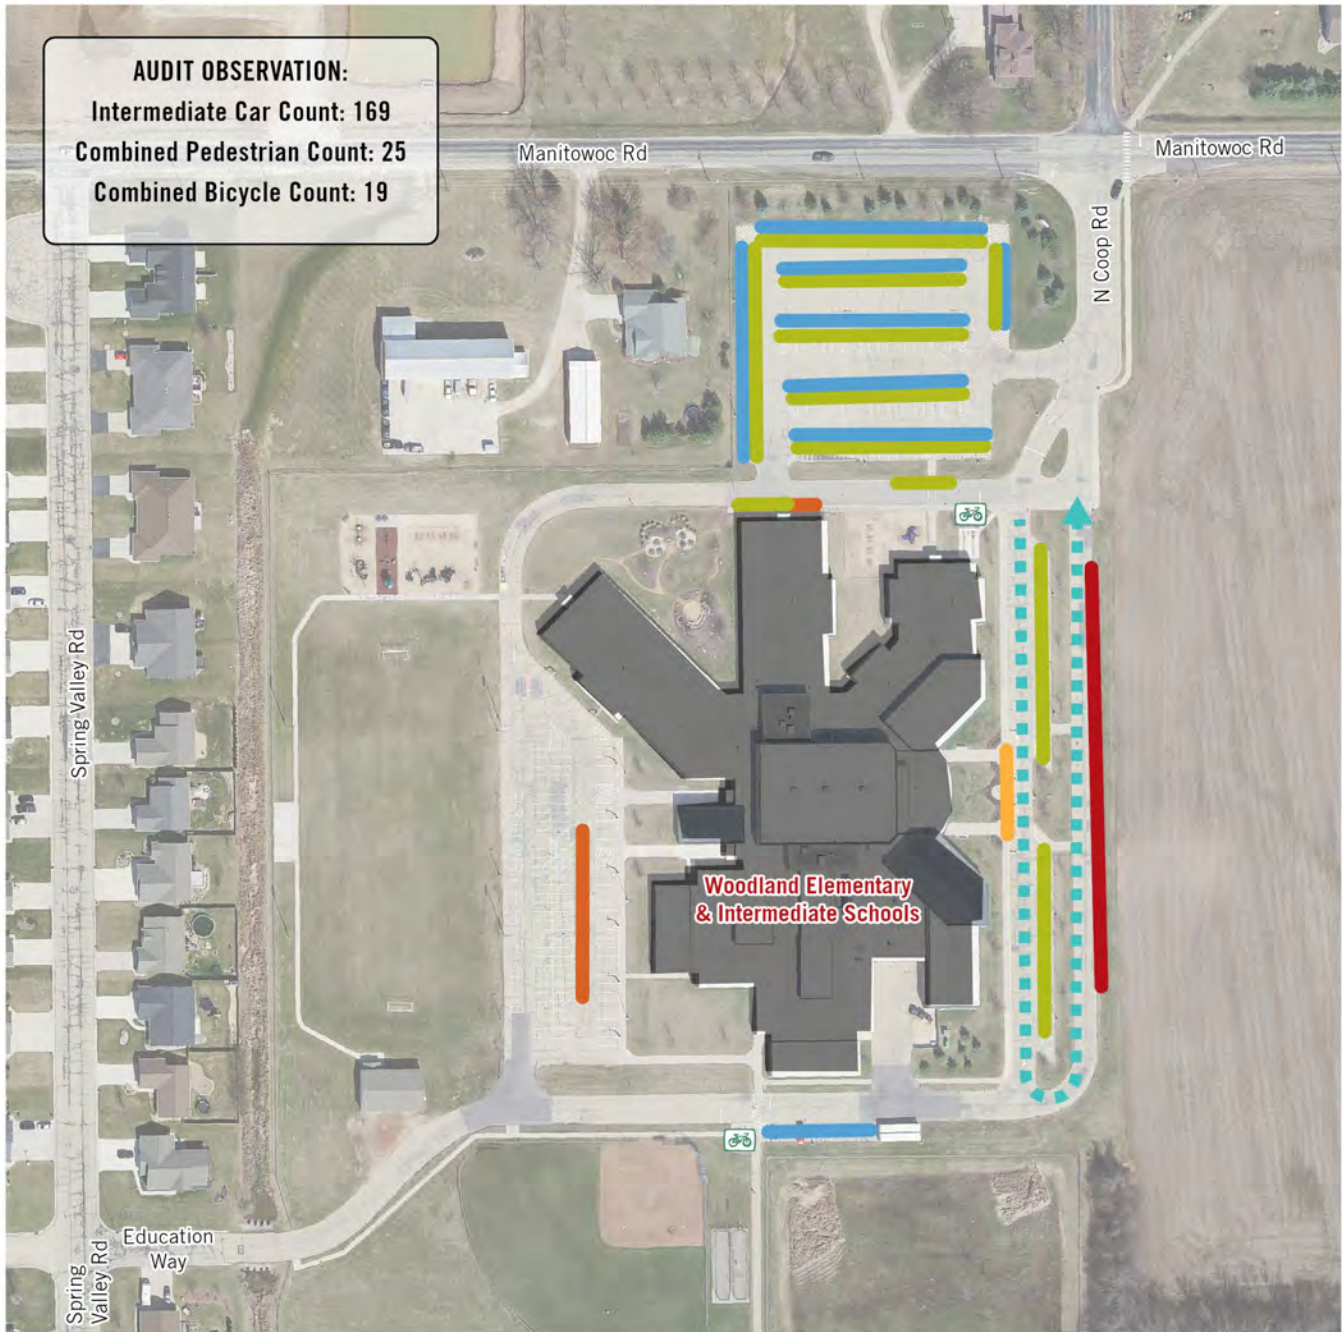 AUDIT OBSERVATION:
Intermediate Car Count: 169
Combined Pedestrian Count: 25
Combined Bicycle Count: 19
Manitowoc Rd
Manitowoc Rd
N Coop Rd
Spring Valley Rd
Woodland Elementary
& Intermediate Schools
Education
Way
Spring
Valley Rd